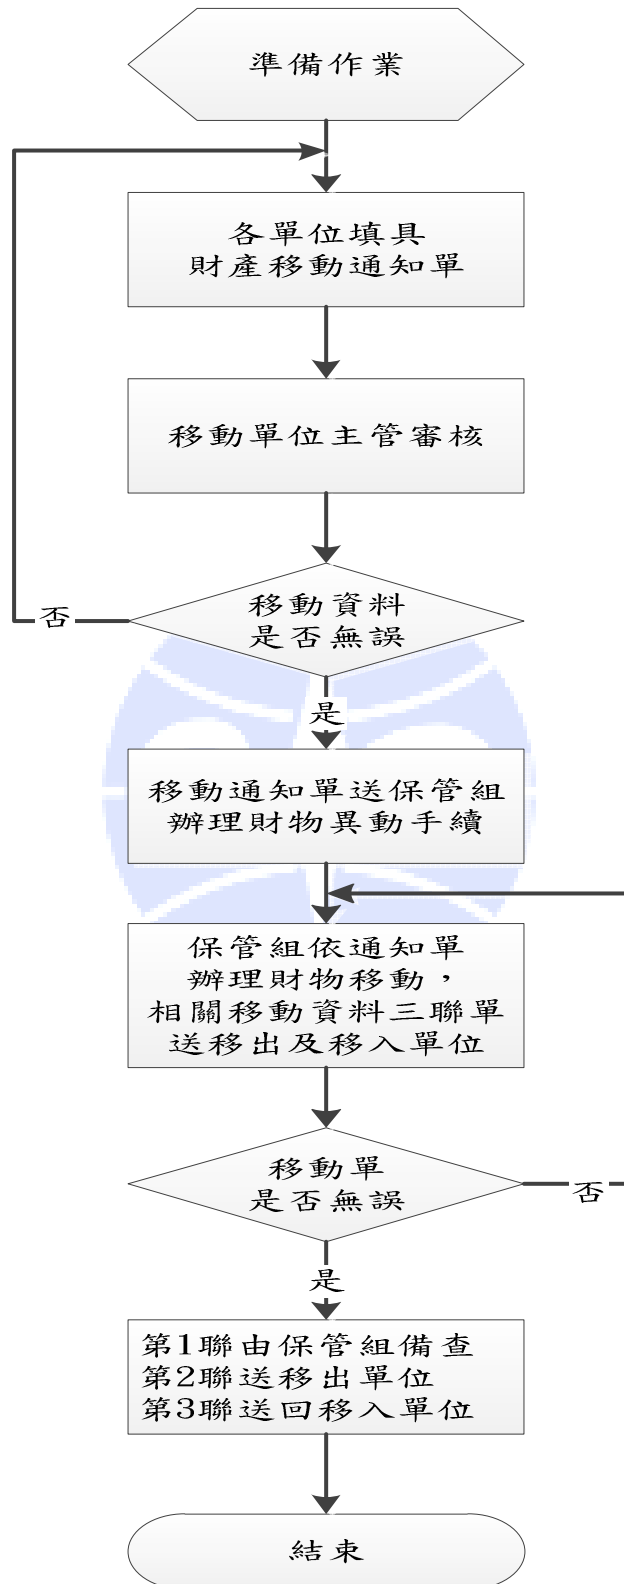 準備作業
各單位填具
財產移動通知單
移動單位主管審核
移動資料
是否無誤
否
是
移動通知單送保管組
辦理財物異動手續
保管組依通知單
辦理財物移動，
相關移動資料三聯單
送移出及移入單位
移動單
是否無誤
否
是
第1聯由保管組備查
第2聯送移出單位
第3聯送回移入單位
結束